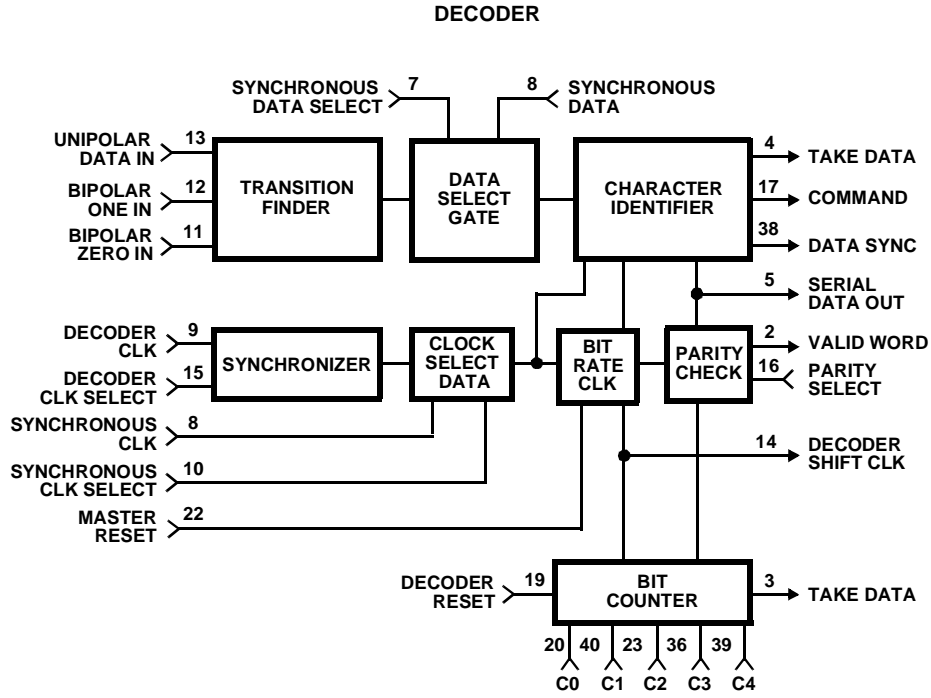 DECODER
SYNCHRONOUS
DATA SELECT
7
8
SYNCHRONOUS
DATA
UNIPOLAR
DATA IN
13
BIPOLAR
ONE IN
12
BIPOLAR
ZERO IN
11
TRANSITION
FINDER
DATA
SELECT
GATE
CHARACTER
IDENTIFIER
4
TAKE DATA
17
COMMAND
38
DATA SYNC
5
SERIAL
DATA OUT
DECODER
CLK
9
DECODER
CLK SELECT
15
SYNCHRONIZER
CLOCK
SELECT
DATA
BIT
RATE
CLK
PARITY
CHECK
2
VALID WORD
16
PARITY
SELECT
SYNCHRONOUS
CLK
8
SYNCHRONOUS
CLK SELECT
10
14
DECODER
SHIFT CLK
MASTER
RESET
22
DECODER
RESET
19
BIT
COUNTER
3
TAKE DATA
20 40 23 36 39
C0 C1 C2 C3 C4